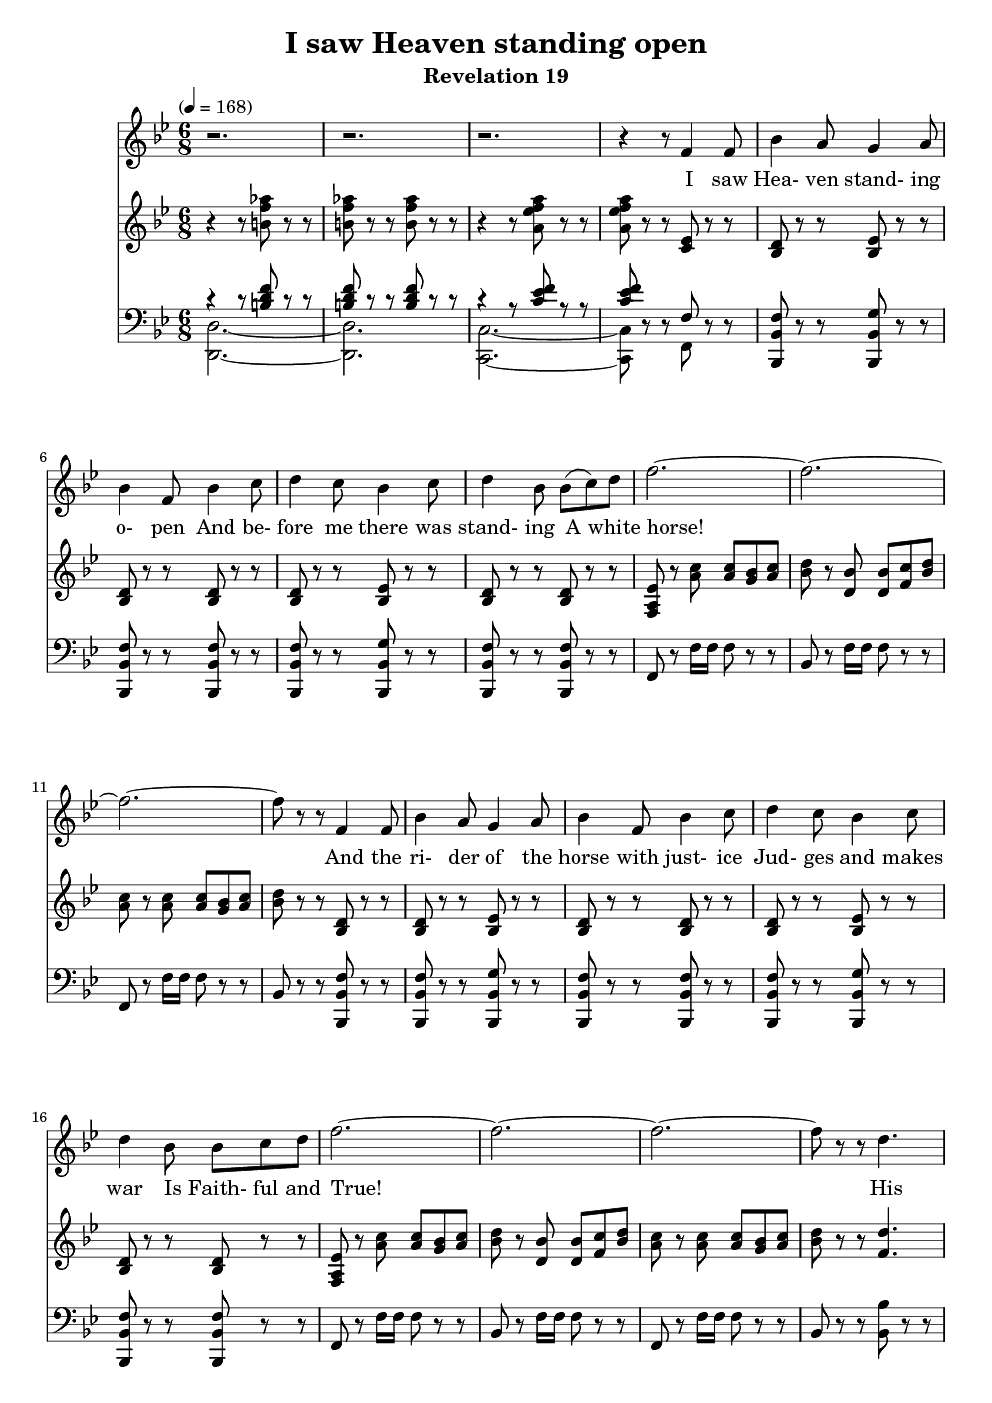 I saw Heaven standing open
Revelation 19
(♩ = 168)
I saw Hea- ven stand- ing
6
o- pen And be- fore me there was stand- ing A white horse!
11
And the ri- der of the horse with just- ice Jud- ges and makes
16
war Is Faith- ful and True! His